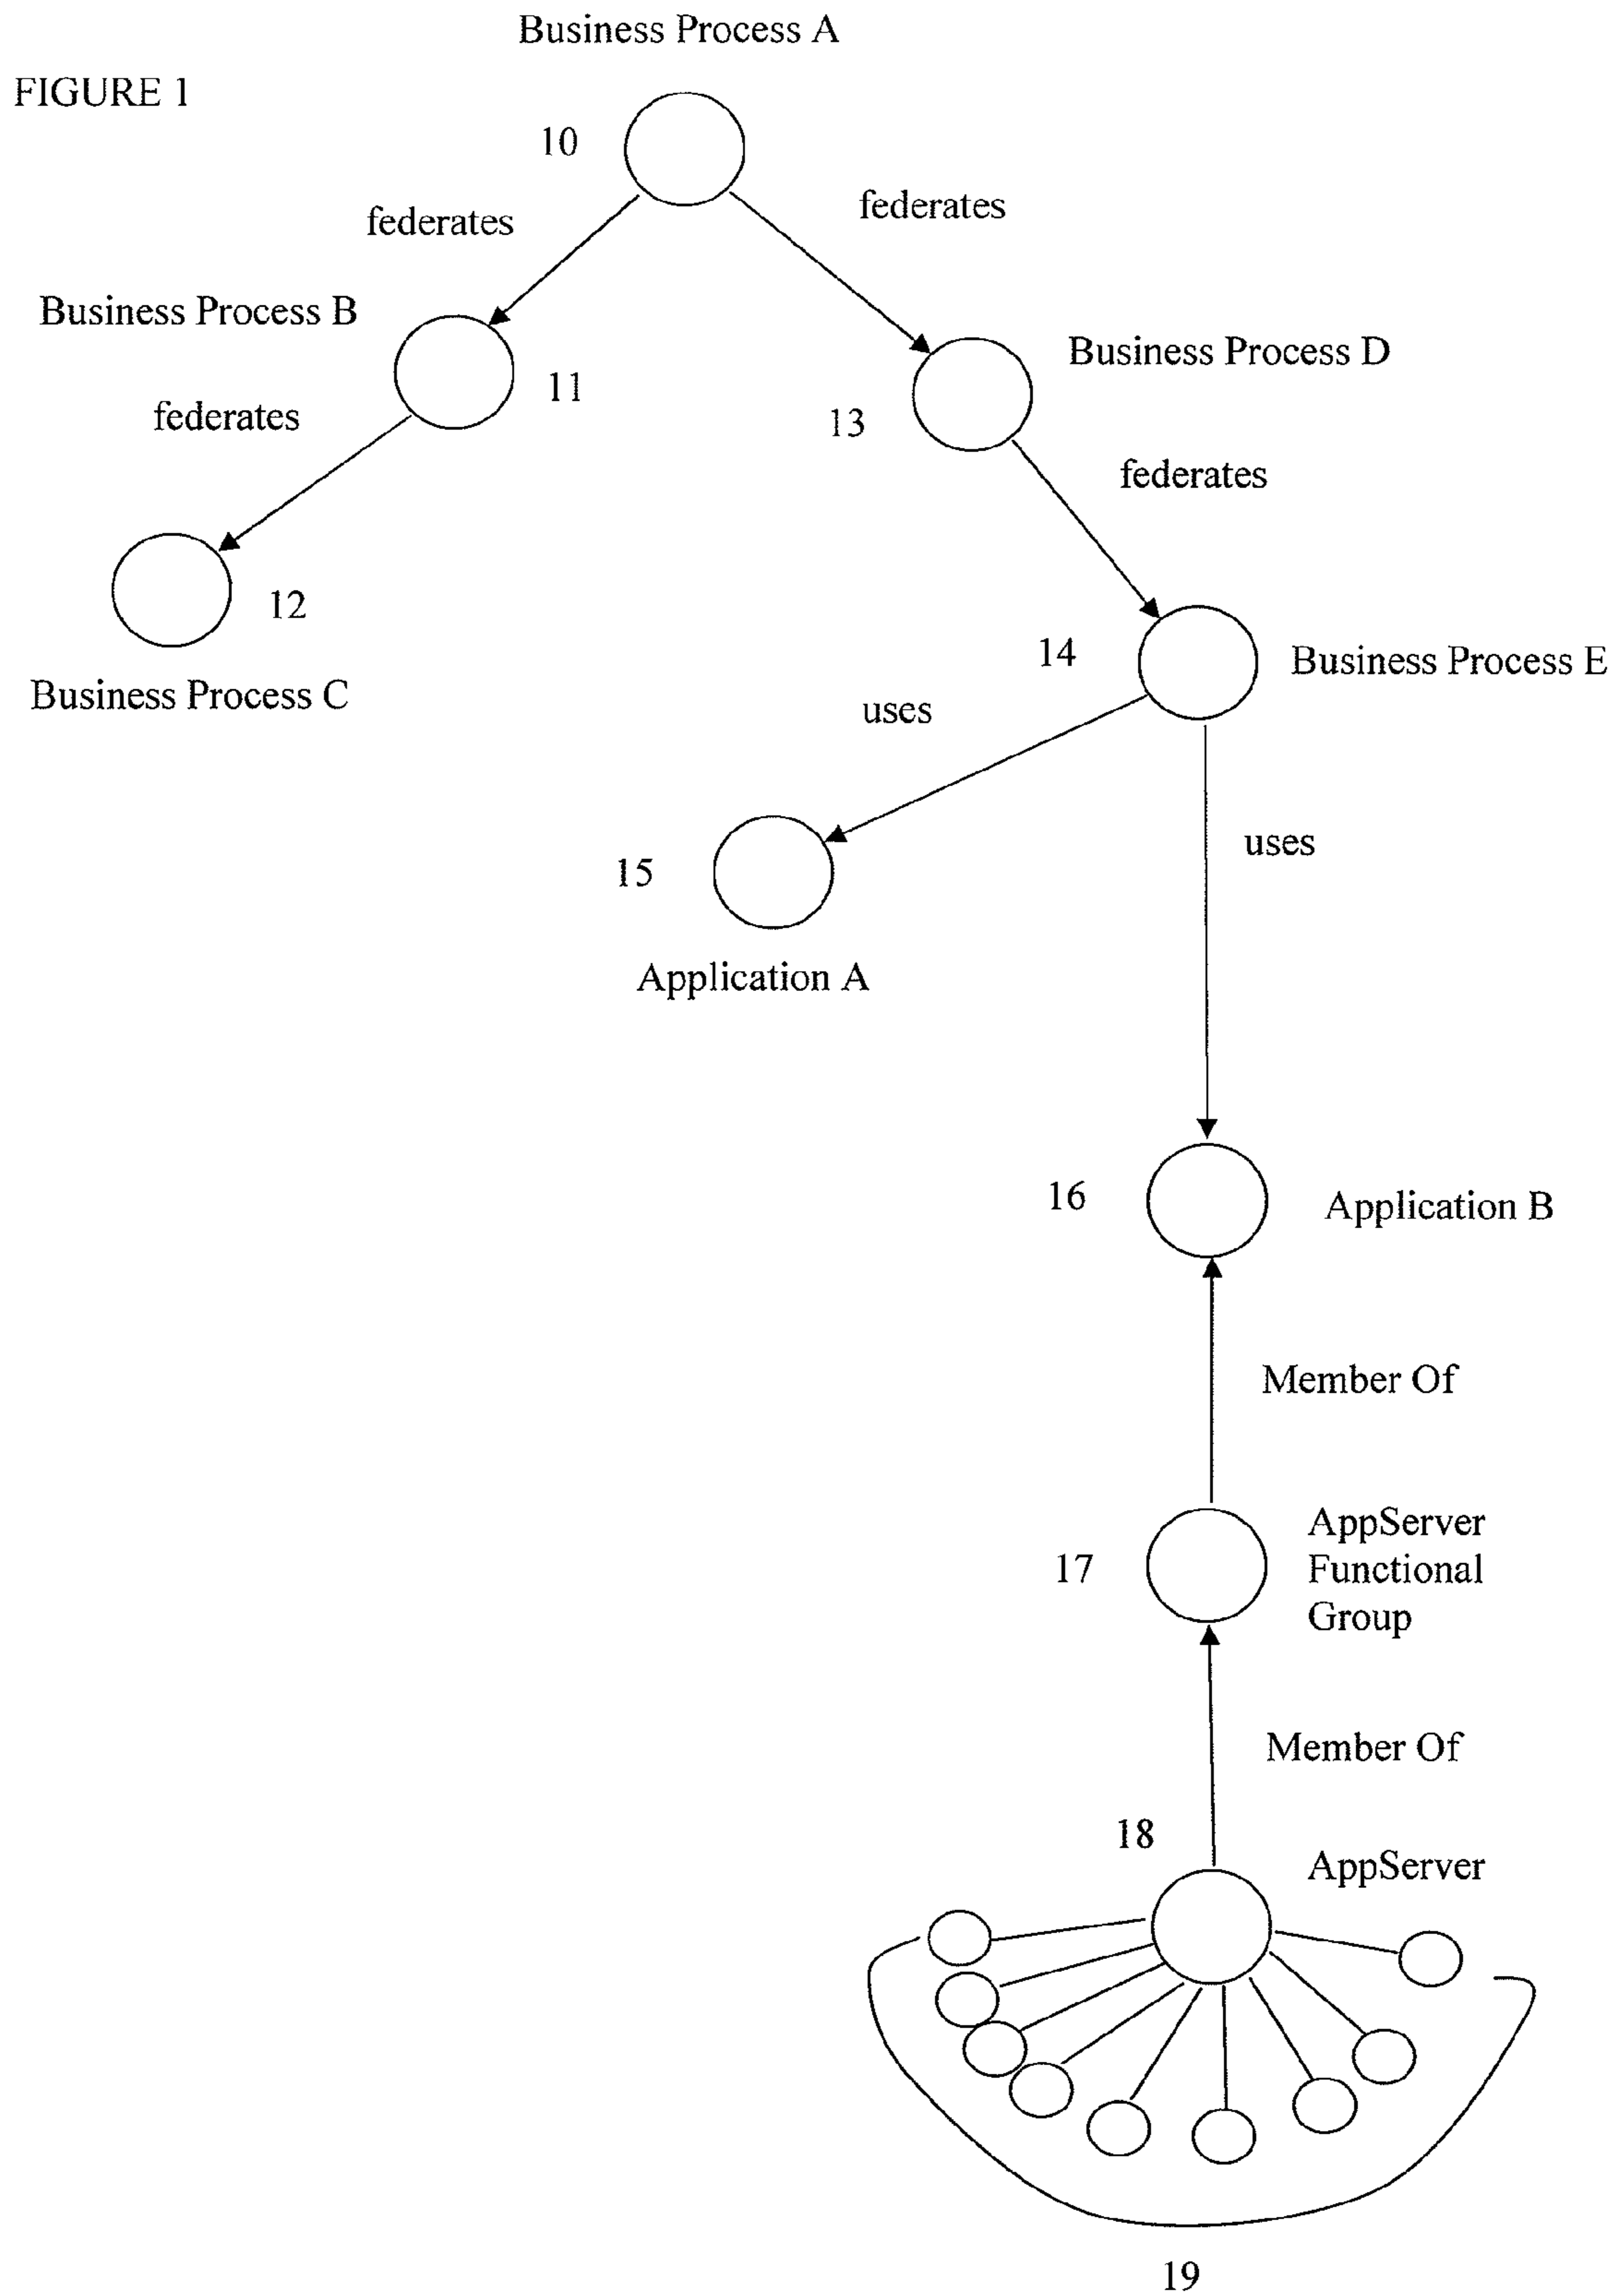 Business Process A
FIGURE 1
10
federates
federates
Business Process B
11
Business Process D
13
federates
federates
12
Business Process C
14
Business Process E
uses
uses
15
Application A
16
Application B
Member Of
17
AppServer
Functional
Group
Member Of
18
AppServer
19